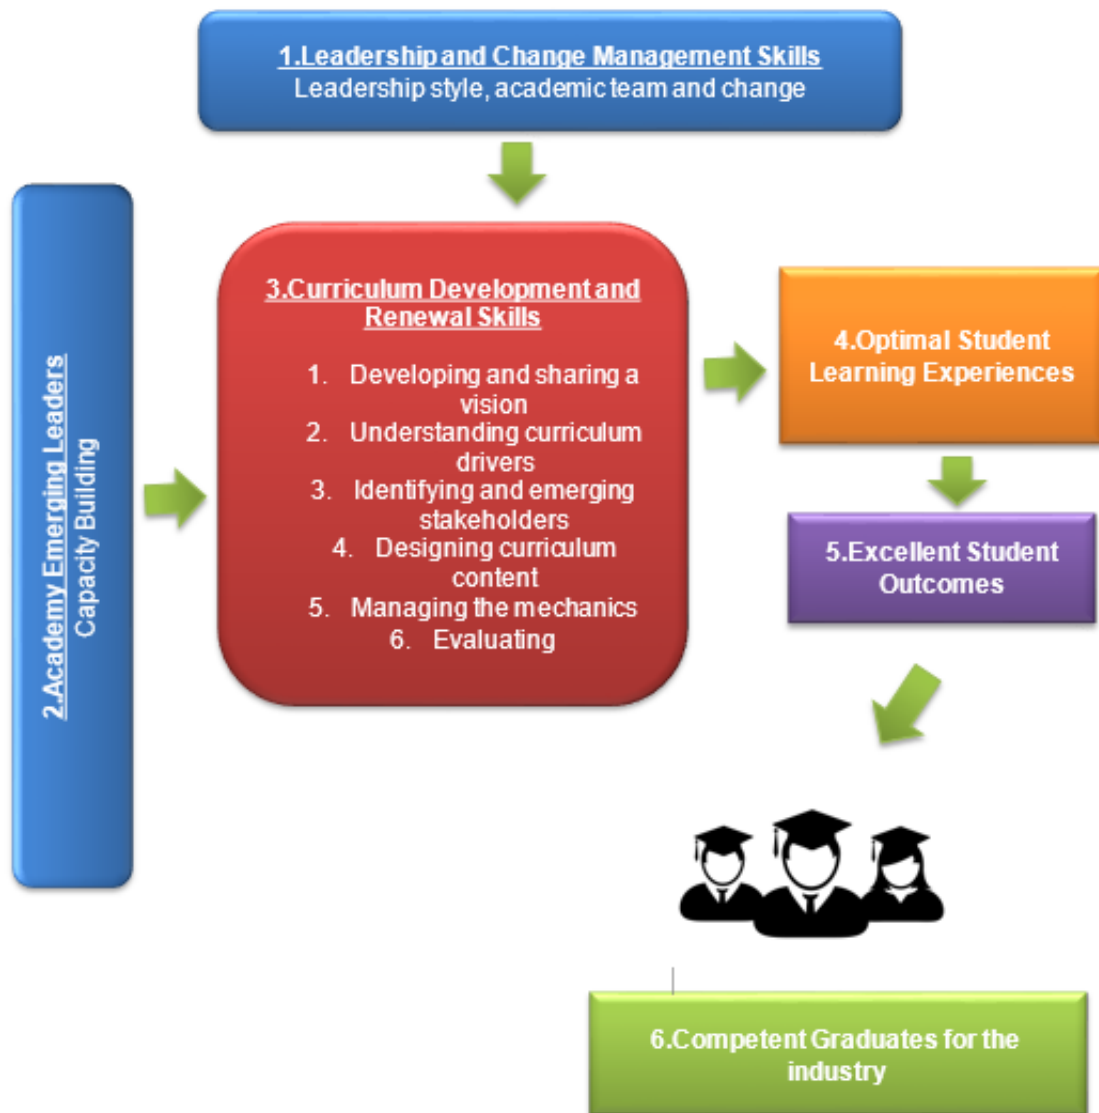 1.Leadership and Change Management Skills
Leadership style, academic team and change
2.Academy Emerging Leaders
Capacity Building
3.Curriculum Development and
Renewal Skills
1. Developing and sharing a
vision
2. Understanding curriculum
drivers
3. Identifying and emerging
stakeholders
4. Designing curriculum
content
5. Managing the mechanics
6. Evaluating
4.Optimal Student
Learning Experiences
5.Excellent Student
Outcomes
6.Competent Graduates for the
industry